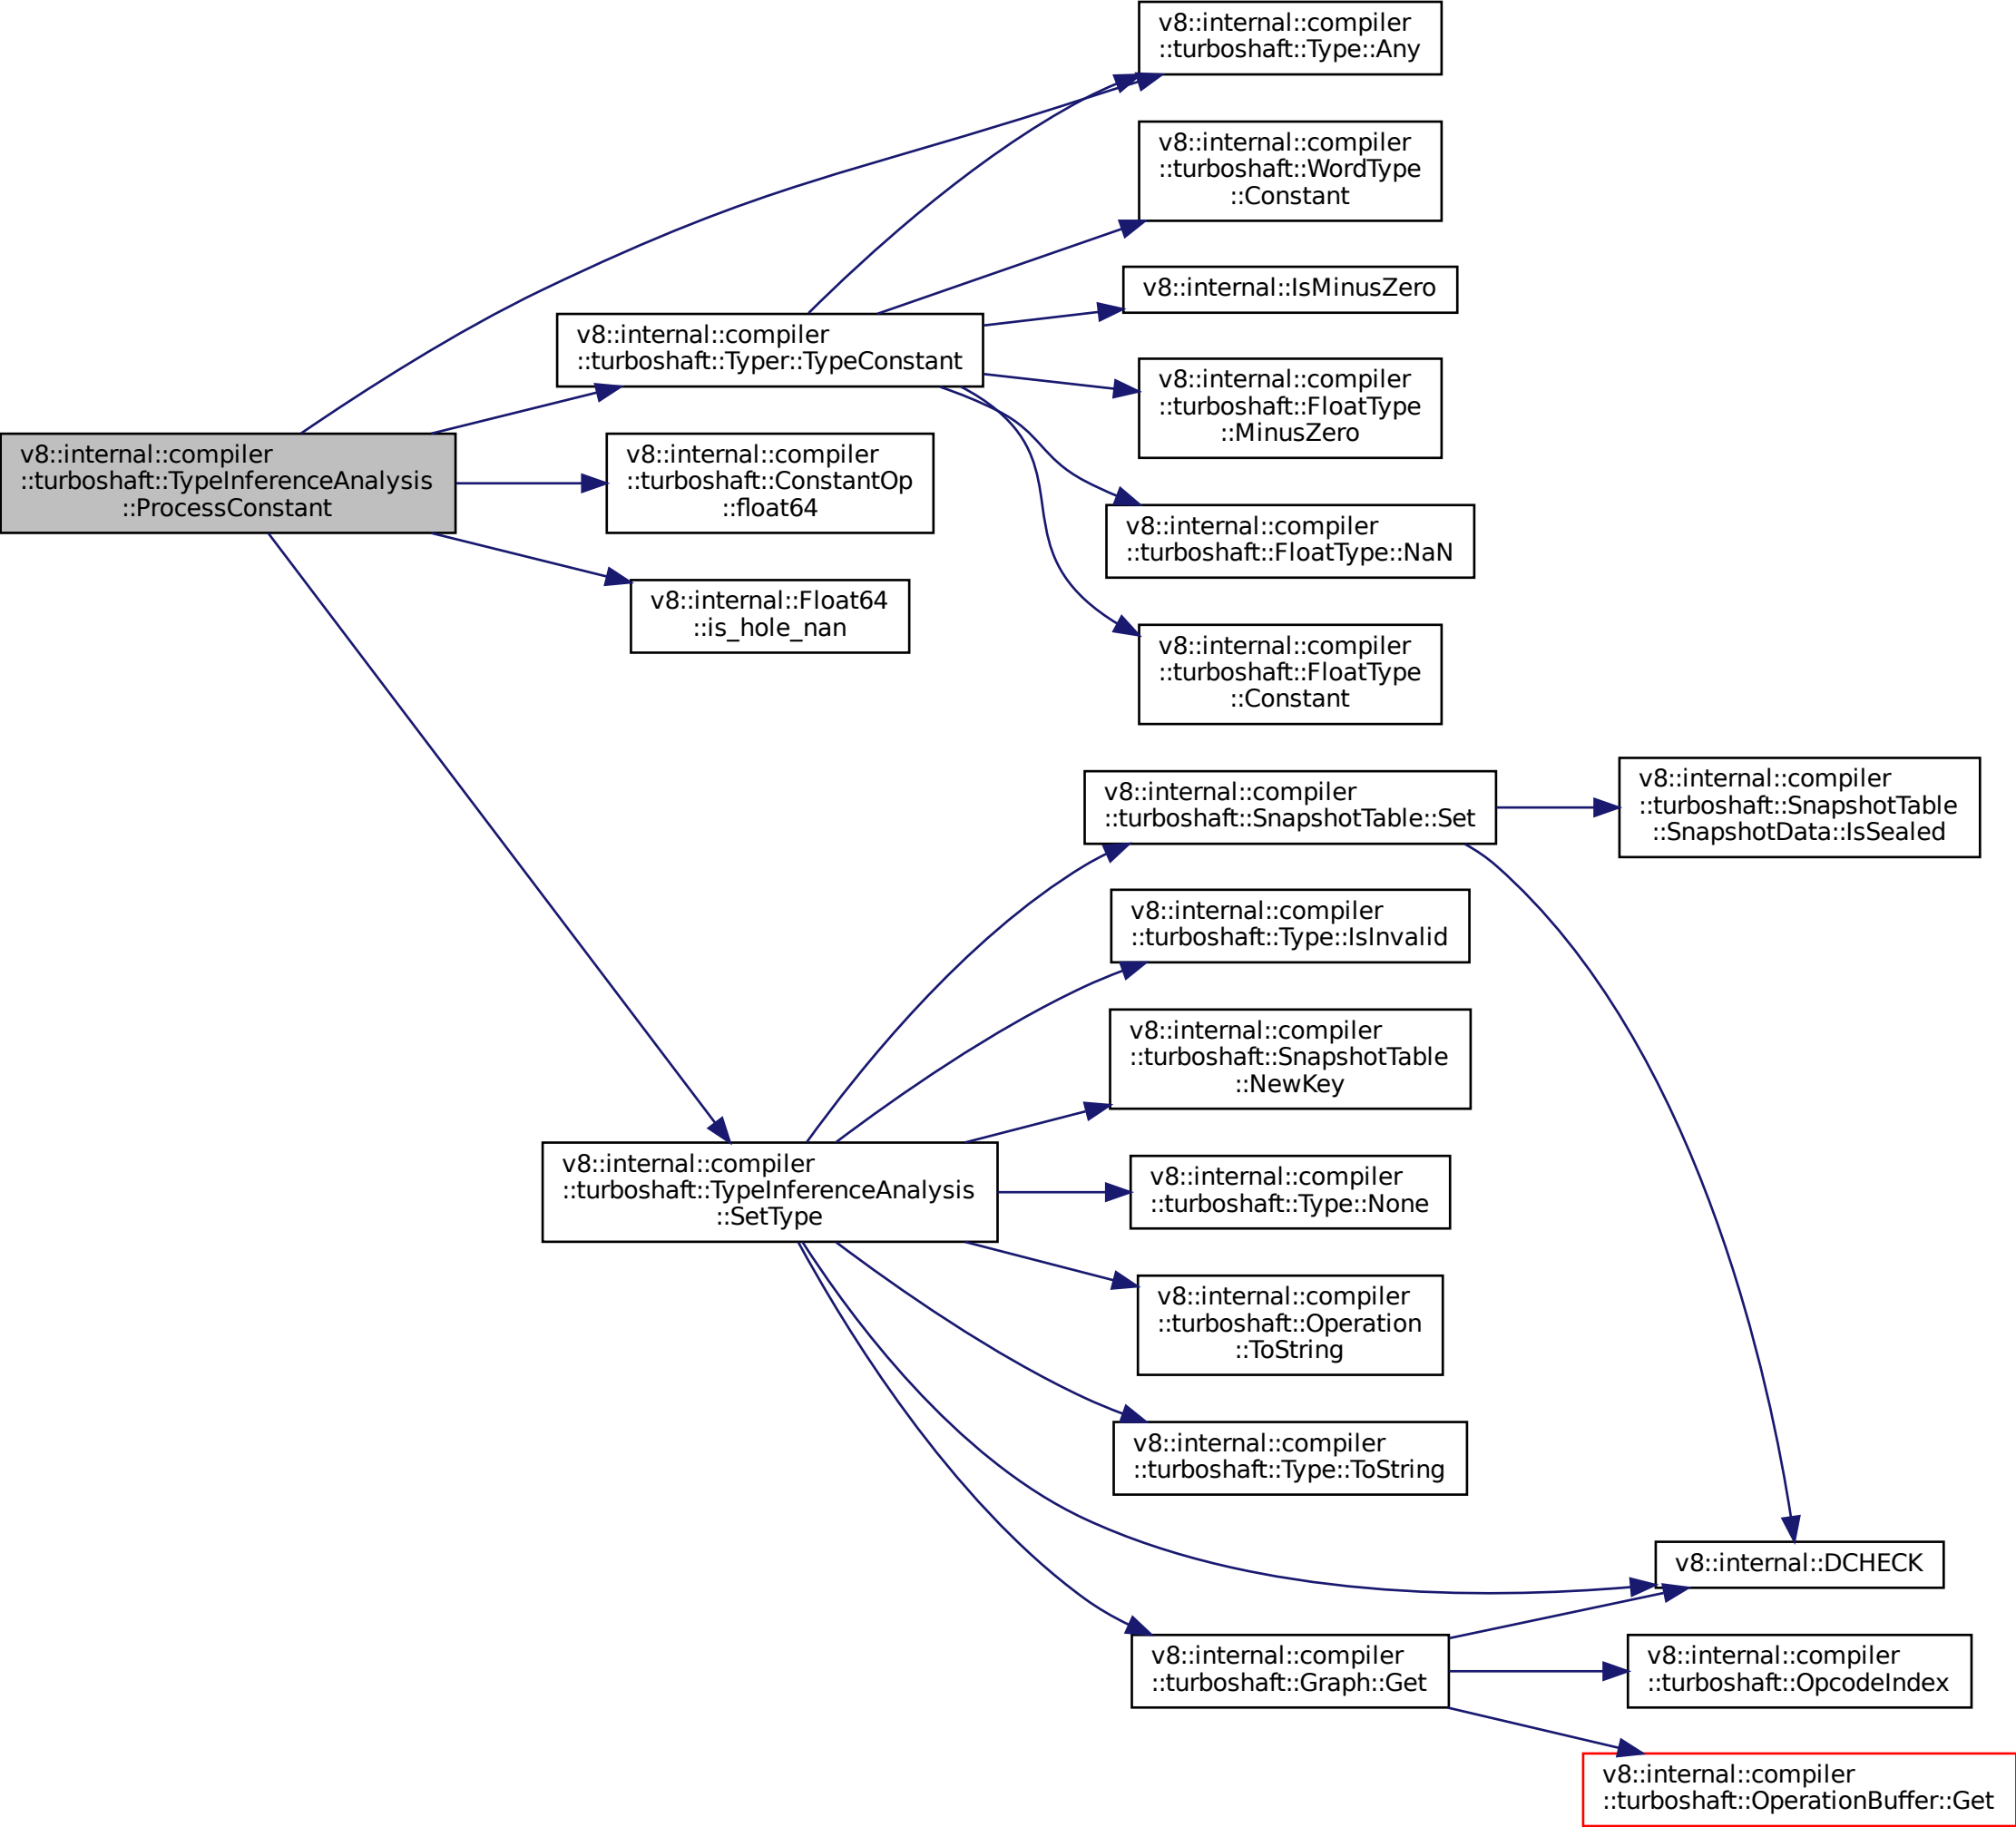 v8::internal::compiler
::turboshaft::Type::Any
v8::internal::compiler
::turboshaft::WordType
::Constant
v8::internal::IsMinusZero
v8::internal::compiler
::turboshaft::Typer::TypeConstant
v8::internal::compiler
::turboshaft::FloatType
::MinusZero
v8::internal::compiler
::turboshaft::TypeInferenceAnalysis
::ProcessConstant
v8::internal::compiler
::turboshaft::ConstantOp
::float64
v8::internal::compiler
::turboshaft::FloatType::NaN
v8::internal::Float64
::is_hole_nan
v8::internal::compiler
::turboshaft::FloatType
::Constant
v8::internal::compiler
::turboshaft::SnapshotTable::Set
v8::internal::compiler
::turboshaft::SnapshotTable
::SnapshotData::IsSealed
v8::internal::compiler
::turboshaft::Type::IsInvalid
v8::internal::compiler
::turboshaft::SnapshotTable
::NewKey
v8::internal::compiler
::turboshaft::TypeInferenceAnalysis
::SetType
v8::internal::compiler
::turboshaft::Type::None
v8::internal::compiler
::turboshaft::Operation
::ToString
v8::internal::compiler
::turboshaft::Type::ToString
v8::internal::DCHECK
v8::internal::compiler
::turboshaft::Graph::Get
v8::internal::compiler
::turboshaft::OpcodeIndex
v8::internal::compiler
::turboshaft::OperationBuffer::Get